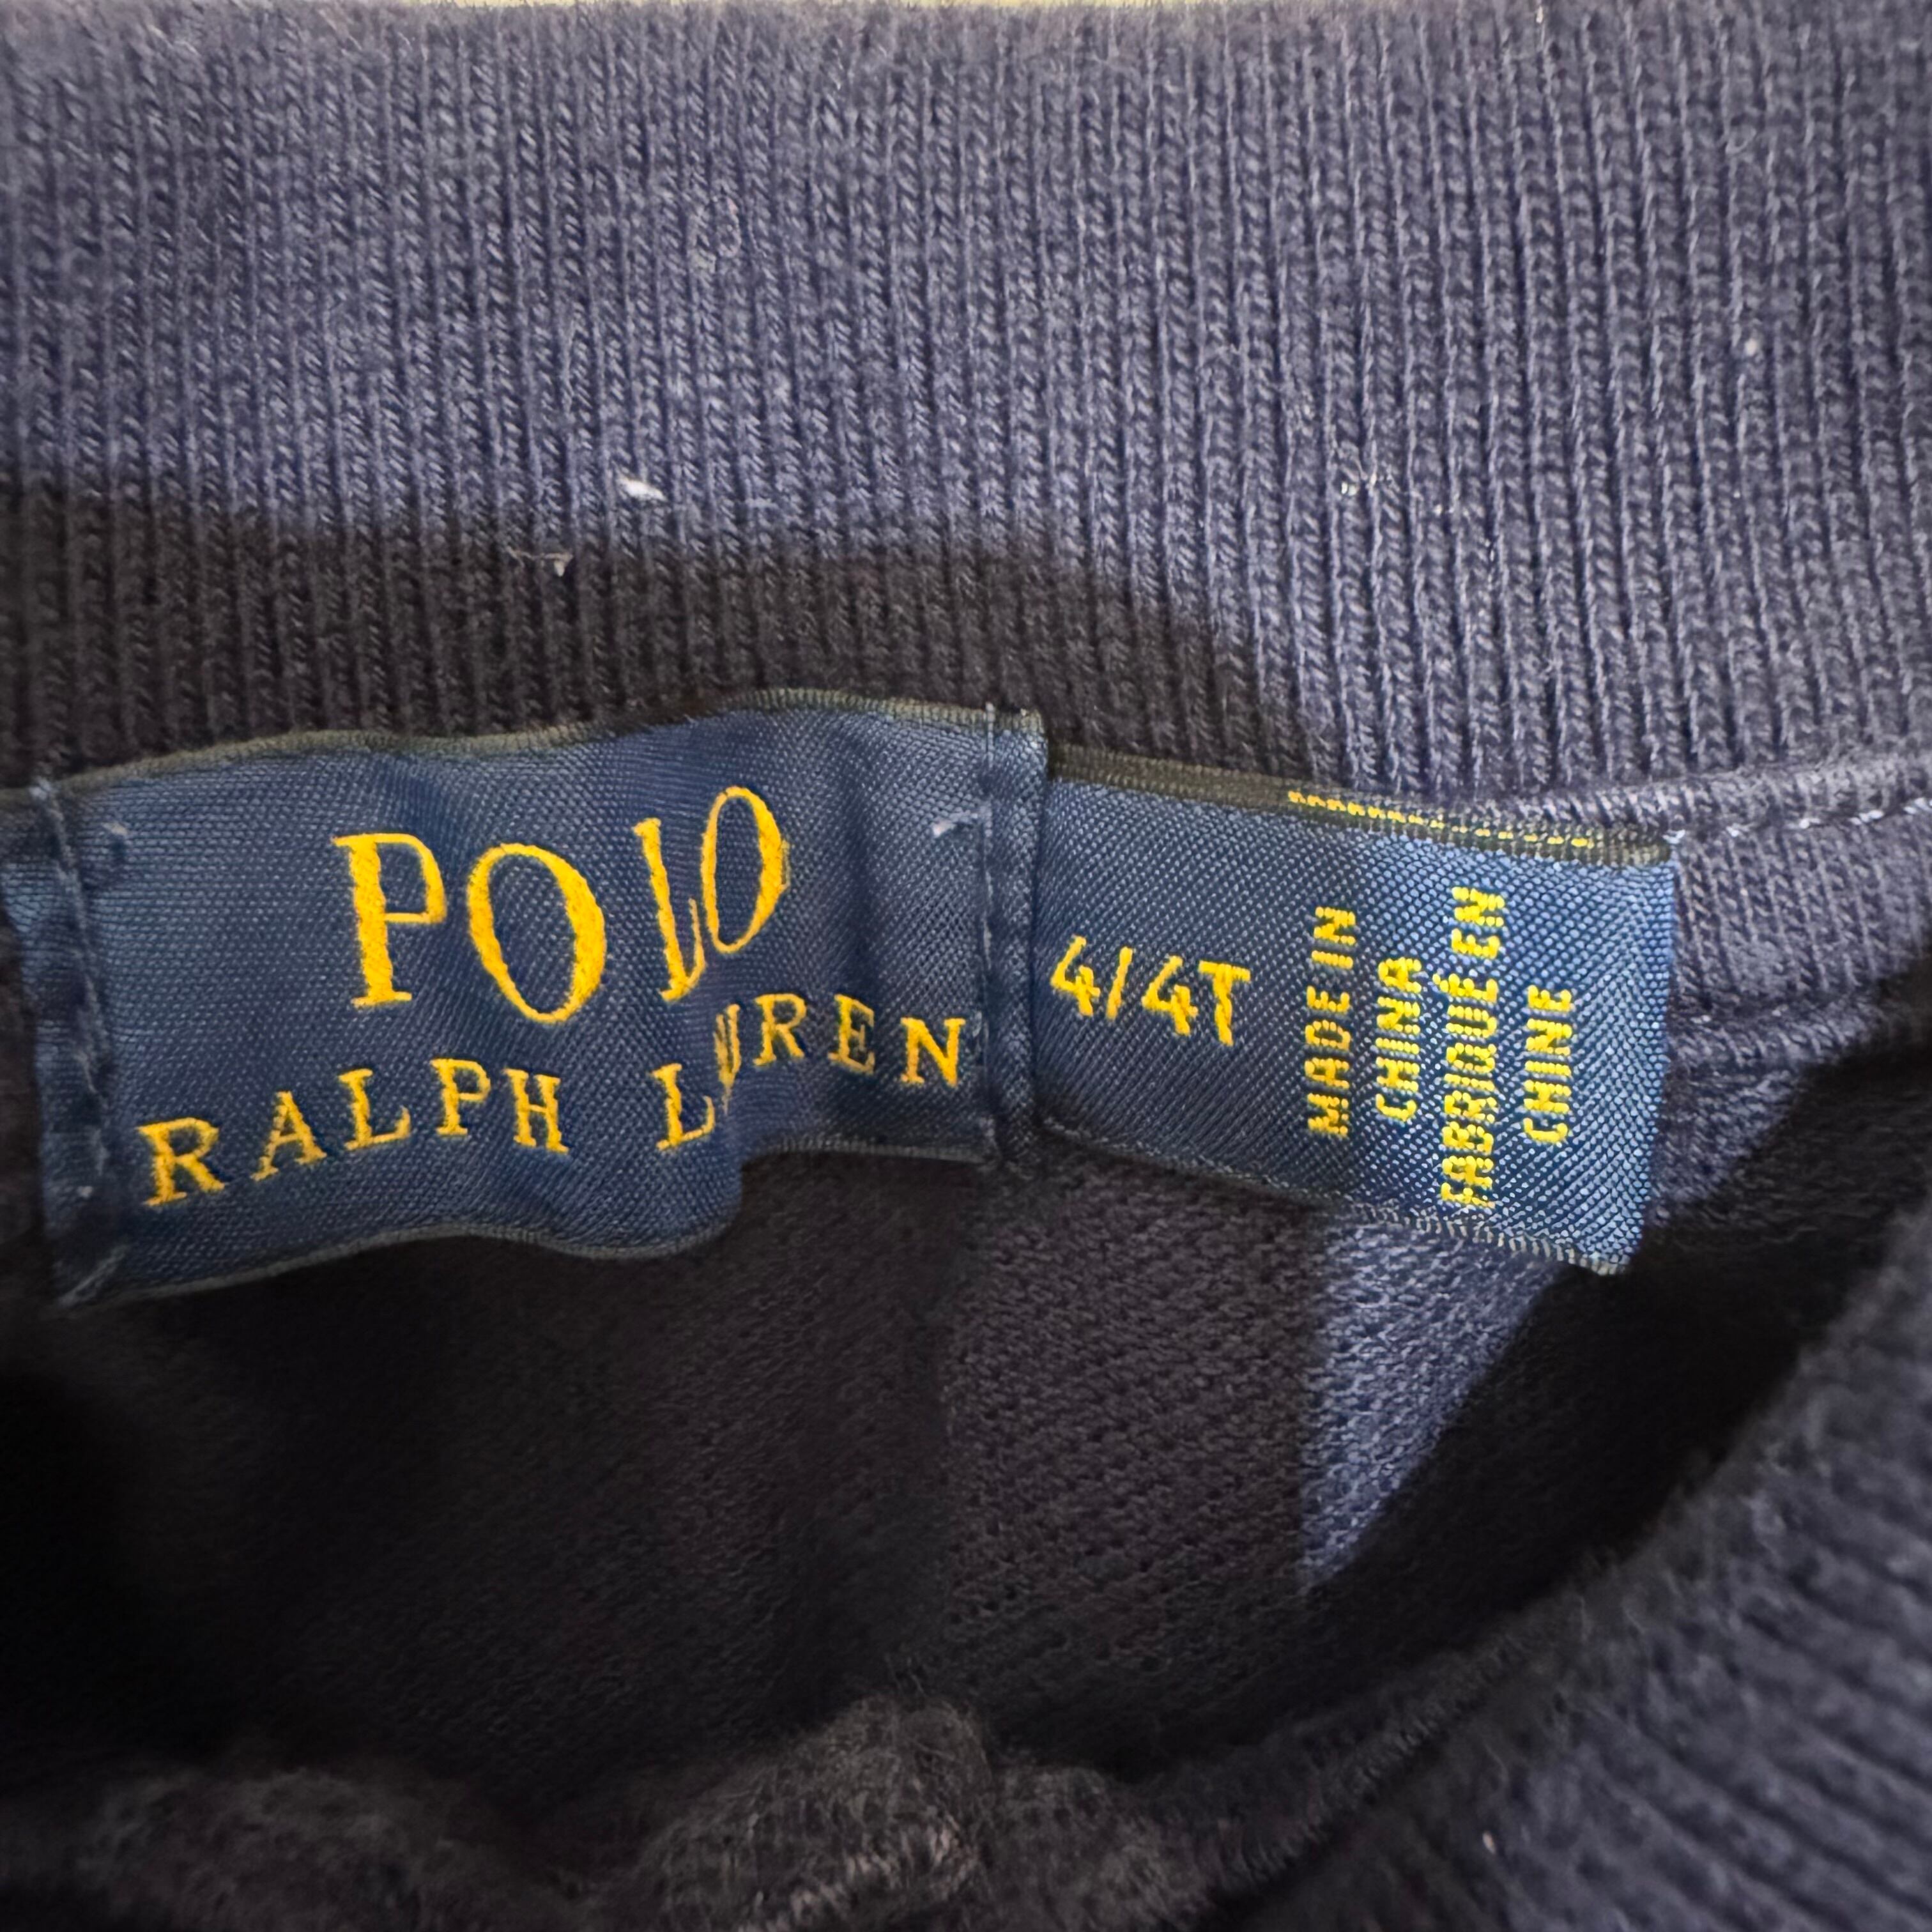 POLO
RALPH LAUREN
4/4T
MADE IN
CHINA
FABRIQUÉ EN
CHINE